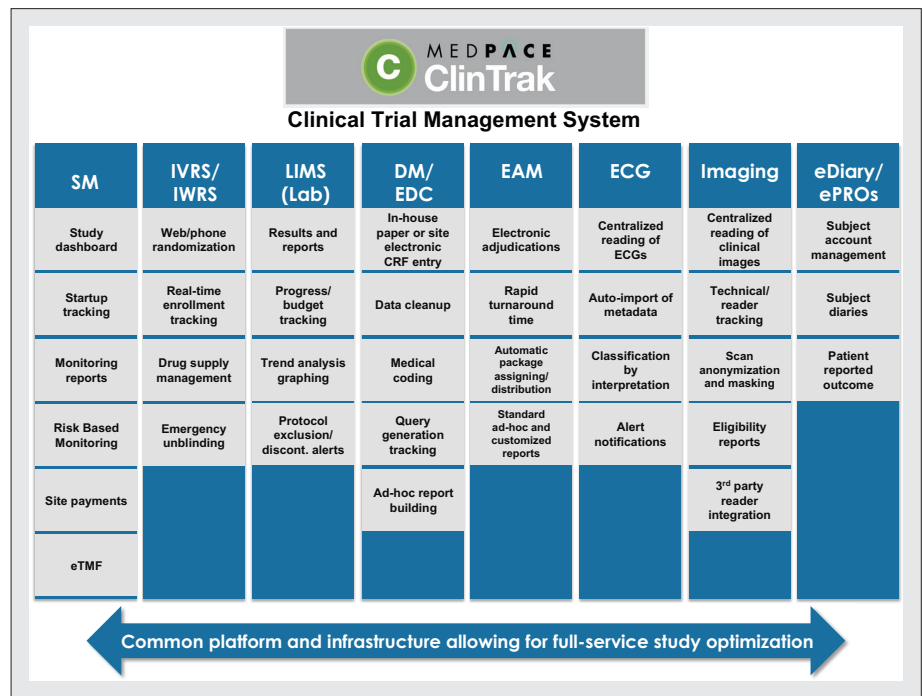 C
MEDPACE
ClinTrak
Clinical Trial Management System
SM
Study
dashboard
Startup
tracking
Monitoring
reports
Risk Based
Monitoring
Site payments
eTMF
IVRS/
IWRS
Web/phone
randomization
Real-time
enrollment
tracking
Drug supply
management
Emergency
unblinding
LIMS
(Lab)
Results and
reports
Progress/
budget
tracking
Trend analysis
graphing
Protocol
exclusion/
discont. alerts
DM/
EDC
In-house
paper or site
electronic
CRF entry
Data cleanup
Medical
coding
Query
generation
tracking
Ad-hoc report
building
EAM
Electronic
adjudications
Rapid
turnaround
time
Automatic
package
assigning/
distribution
Standard
ad-hoc and
customized
reports
ECG
Centralized
reading of
ECGs
Auto-import of
metadata
Classification
by
interpretation
Alert
notifications
Imaging
Centralized
reading of
clinical
images
Technical/
reader
tracking
Scan
anonymization
and masking
Eligibility
reports
3rd party
reader
integration
eDiary/
ePROs
Subject
account
management
Subject
diaries
Patient
reported
outcome
Common platform and infrastructure allowing for full-service study optimization